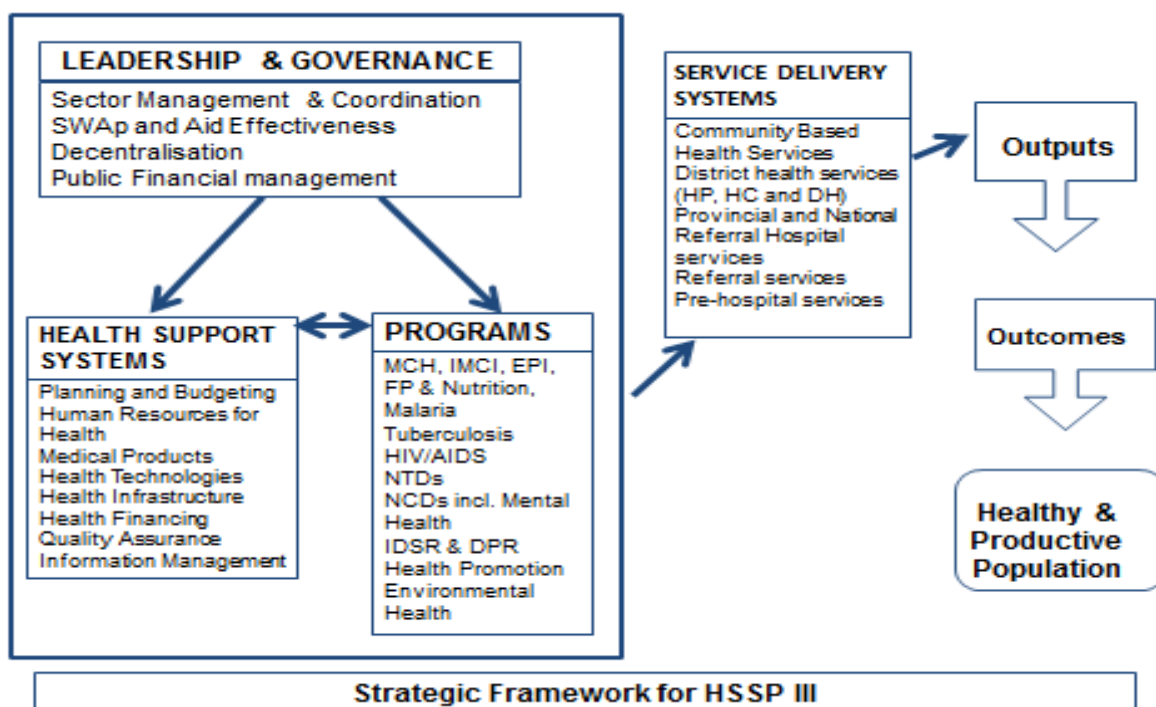 LEADERSHIP & GOVERNANCE
Sector Management & Coordination
SWAp and Aid Effectiveness
Decentralisation
Public Financial management
HEALTH SUPPORT
SYSTEMS
Planning and Budgeting
Human Resources for
Health
Medical Products
Health Technologies
Health Infrastructure
Health Financing
Quality Assurance
Information Management
PROGRAMS
MCH, IMCI, EPI,
FP & Nutrition,
Malaria
Tuberculosis
HIV/AIDS
NTDs
NCDs incl. Mental
Health
IDSR & DPR
Health Promotion
Environmental
Health
SERVICE DELIVERY
SYSTEMS
Community Based
Health Services
District health services
(HP, HC and DH)
Provincial and National
Referral Hospital
services
Referral services
Pre-hospital services
Outputs
Outcomes
Healthy &
Productive
Population
Strategic Framework for HSSP III